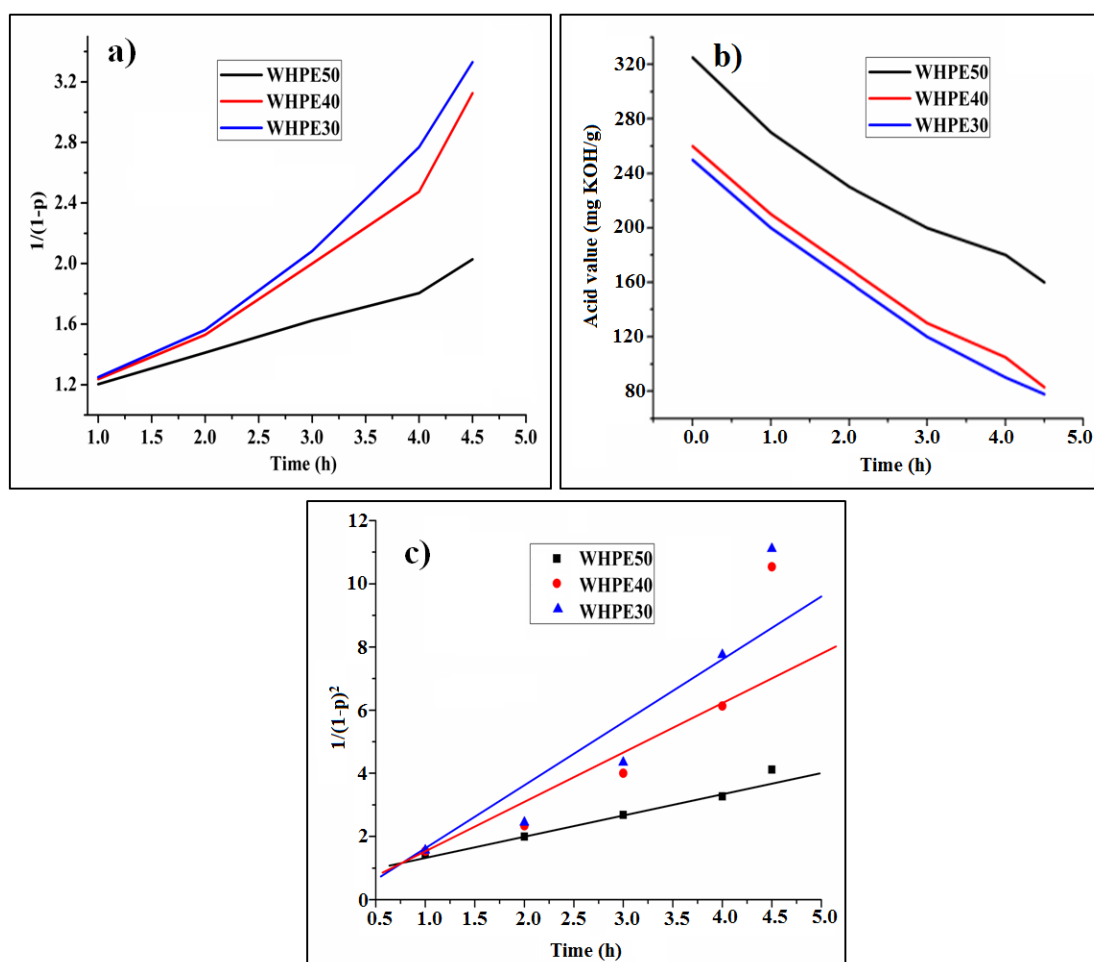 a)
WHPE50
WHPE40
WHPE30
1/(1-p)
3.2
2.8
2.4
2.0
1.6
1.2
1.0 1.5 2.0 2.5 3.0 3.5 4.0 4.5 5.0
Time (h)
b)
WHPE50
WHPE40
WHPE30
Acid value (mg KOH/g)
320
280
240
200
160
120
80
0.0 1.0 2.0 3.0 4.0 5.0
Time (h)
c)
WHPE50
WHPE40
WHPE30
1/(1-p)²
12
10
8
6
4
2
0
0.5 1.0 2.0 2.5 3.0 3.5 4.0 4.5 5.0
Time (h)